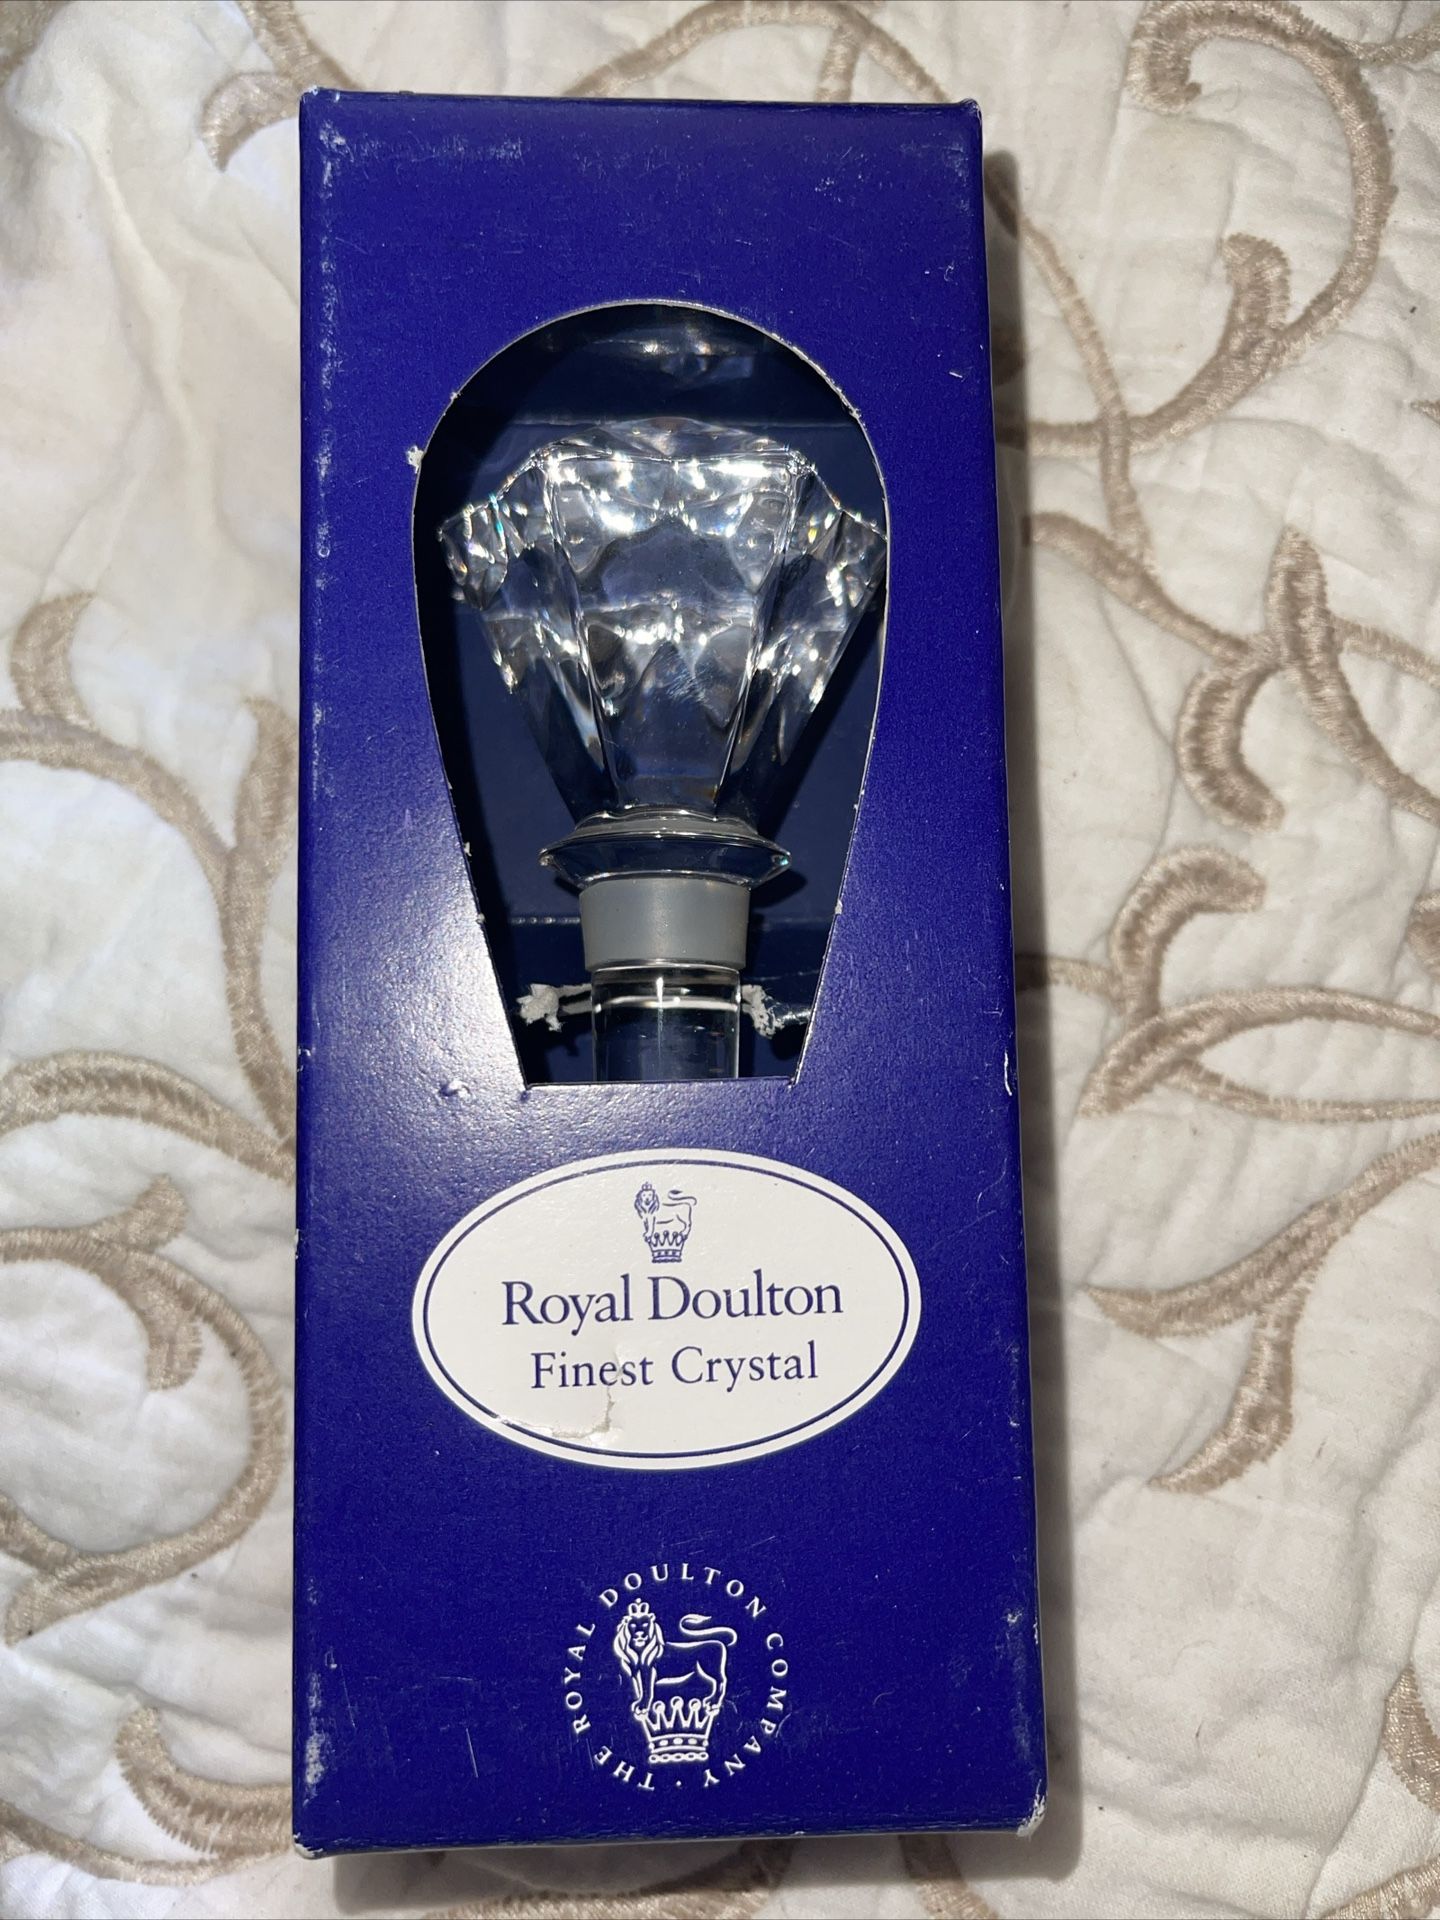 Royal Doulton
Finest Crystal
THE ROYAL DOULTON COMPANY ·